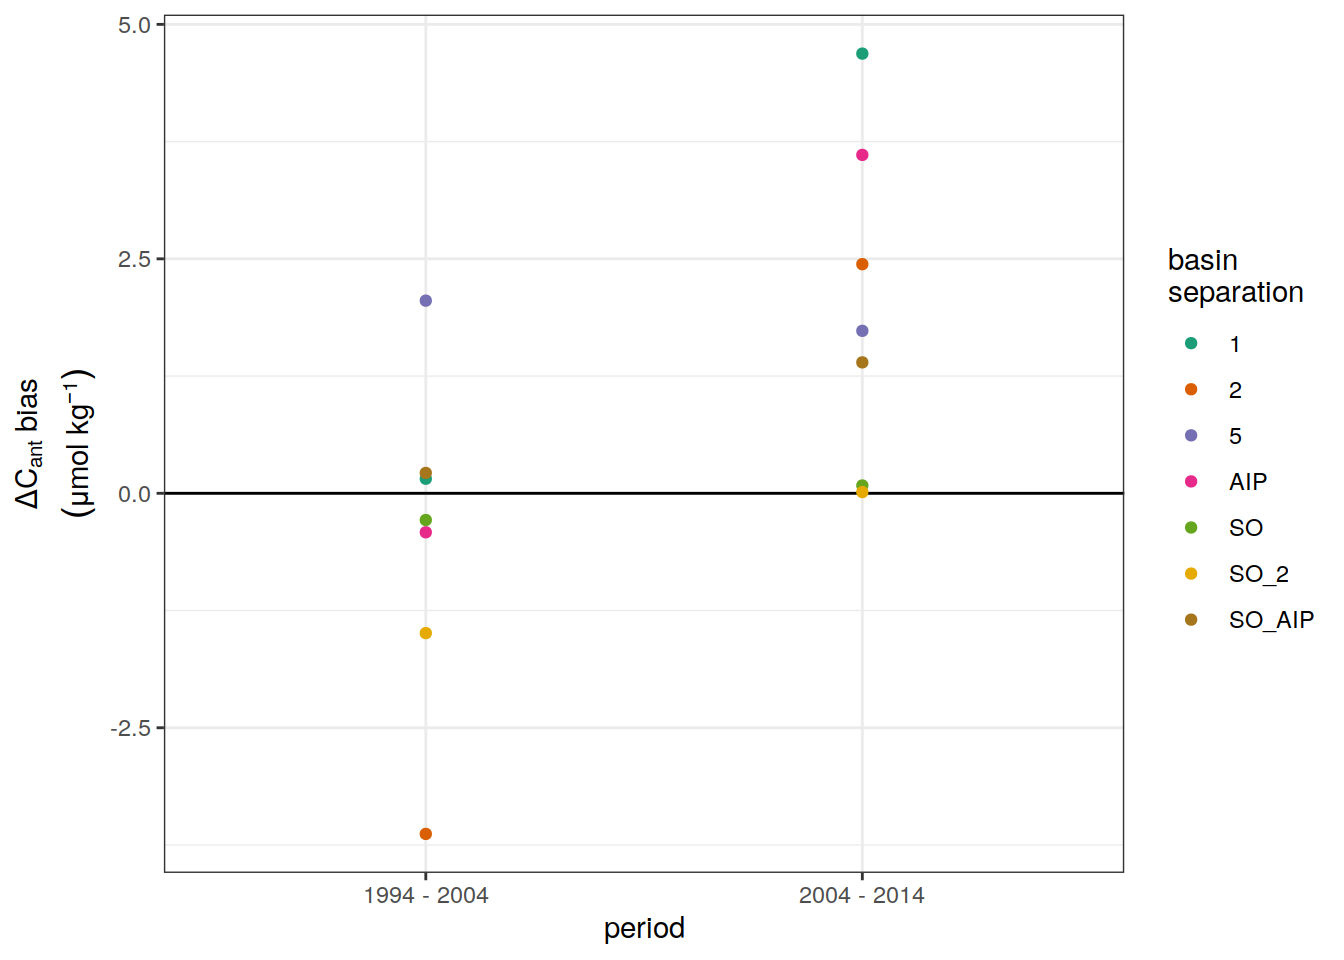 5.0
2.5
0.0
-2.5
ΔCant bias
(μmol kg−1)
1994 - 2004
2004 - 2014
period
basin
separation
1
2
5
AIP
SO
SO_2
SO_AIP